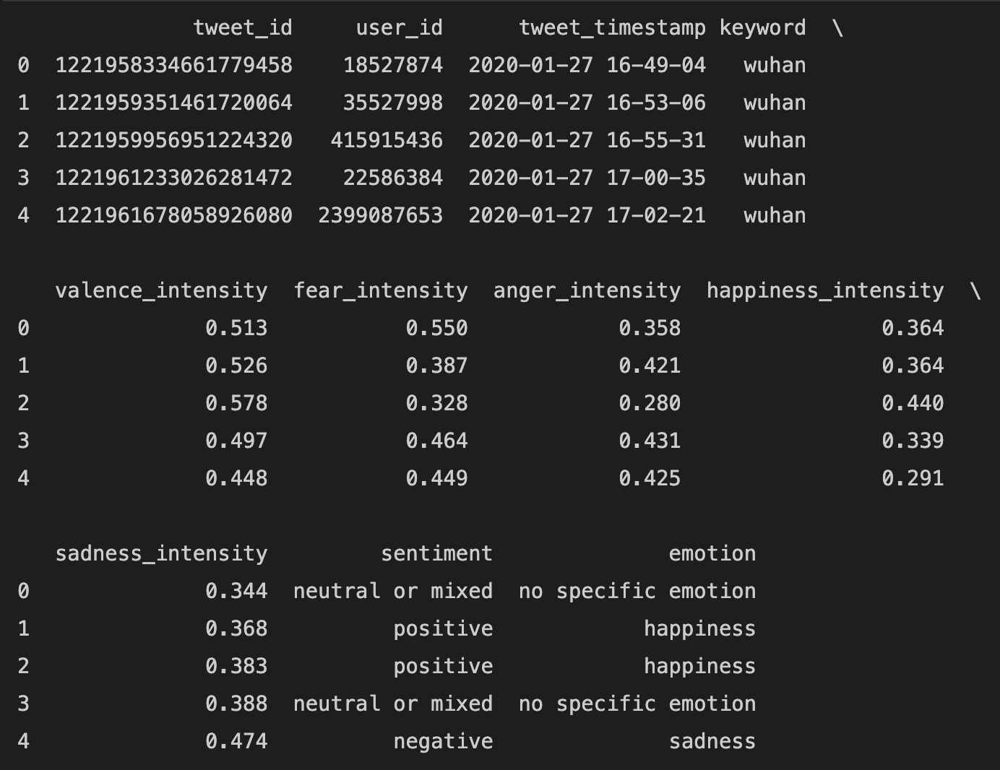 tweet_id user_id tweet_timestamp keyword \
0 1221958334661779458 18527874 2020-01-27 16-49-04 wuhan
1 1221959351461720064 35527998 2020-01-27 16-53-06 wuhan
2 1221959956951224320 415915436 2020-01-27 16-55-31 wuhan
3 1221961233026281472 22586384 2020-01-27 17-00-35 wuhan
4 1221961678058926080 2399087653 2020-01-27 17-02-21 wuhan
valence_intensity fear_intensity anger_intensity happiness_intensity \
0 0.513 0.550 0.358 0.364
1 0.526 0.387 0.421 0.364
2 0.578 0.328 0.280 0.440
3 0.497 0.464 0.431 0.339
4 0.448 0.449 0.425 0.291
sadness_intensity sentiment emotion
0 0.344 neutral or mixed no specific emotion
1 0.368 positive happiness
2 0.383 positive happiness
3 0.388 neutral or mixed no specific emotion
4 0.474 negative sadness